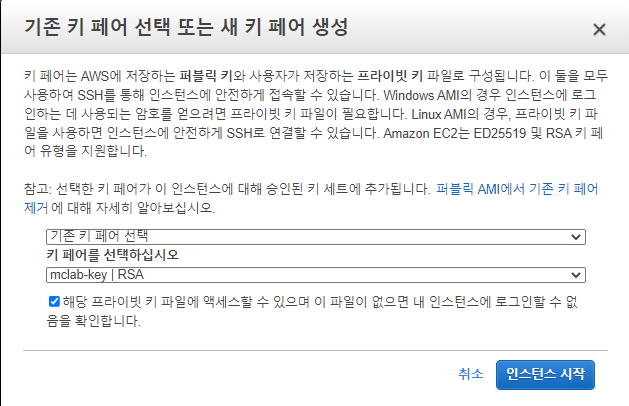 기존 키 페어 선택 또는 새 키 페어 생성
키 페어는 AWS에 저장하는 퍼블릭 키와 사용자가 저장하는 프라이빗 키 파일로 구성됩니다. 이 둘을 모두
사용하여 SSH를 통해 인스턴스에 안전하게 접속할 수 있습니다. Windows AMI의 경우 인스턴스에 로그
인하는 데 사용되는 암호를 얻으려면 프라이빗 키 파일이 필요합니다. Linux AMI의 경우, 프라이빗 키 파
일을 사용하면 인스턴스에 안전하게 SSH로 연결할 수 있습니다. Amazon EC2는 ED25519 및 RSA 키 페
어 유형을 지원합니다.
참고: 선택한 키 페어가 이 인스턴스에 대해 승인된 키 세트에 추가됩니다. 퍼블릭 AMI에서 기존 키 페어
제거 에 대해 자세히 알아보십시오.
기존 키 페어 선택
키 페어를 선택하십시오
mclab-key | RSA
해당 프라이빗 키 파일에 액세스할 수 있으며 이 파일이 없으면 내 인스턴스에 로그인할 수 없
음을 확인합니다.
취소 인스턴스 시작